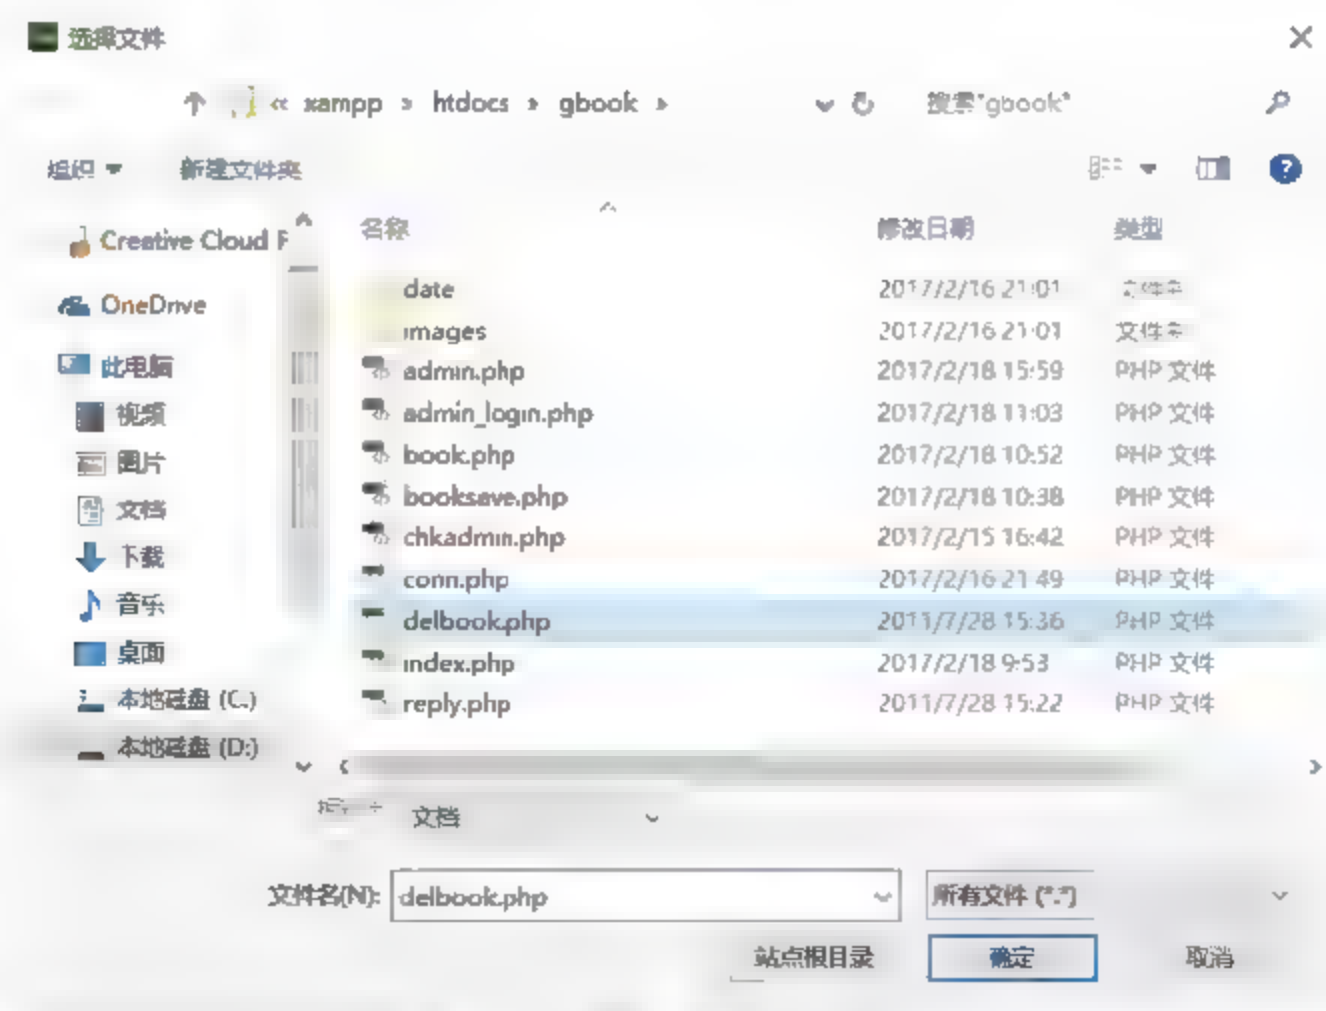 选择文件
« xampp › htdocs › gbook ›
搜索"gbook"
组织
新建文件夹
Creative Cloud F
OneDrive
此电脑
视频
图片
文档
下载
音乐
桌面
本地磁盘 (C:)
本地磁盘 (D:)
名称 修改日期 类型
date 2017/2/16 21:01 文件夹
images 2017/2/16 21:01 文件夹
admin.php 2017/2/18 15:59 PHP 文件
admin_login.php 2017/2/18 11:03 PHP 文件
book.php 2017/2/18 10:52 PHP 文件
booksave.php 2017/2/18 10:38 PHP 文件
chkadmin.php 2017/2/15 16:42 PHP 文件
conn.php 2017/2/16 21:49 PHP 文件
delbook.php 2011/7/28 15:36 PHP 文件
index.php 2017/2/18 9:53 PHP 文件
reply.php 2011/7/28 15:22 PHP 文件
文档
文件名(N): delbook.php 所有文件 (*.*)
站点根目录 确定 取消